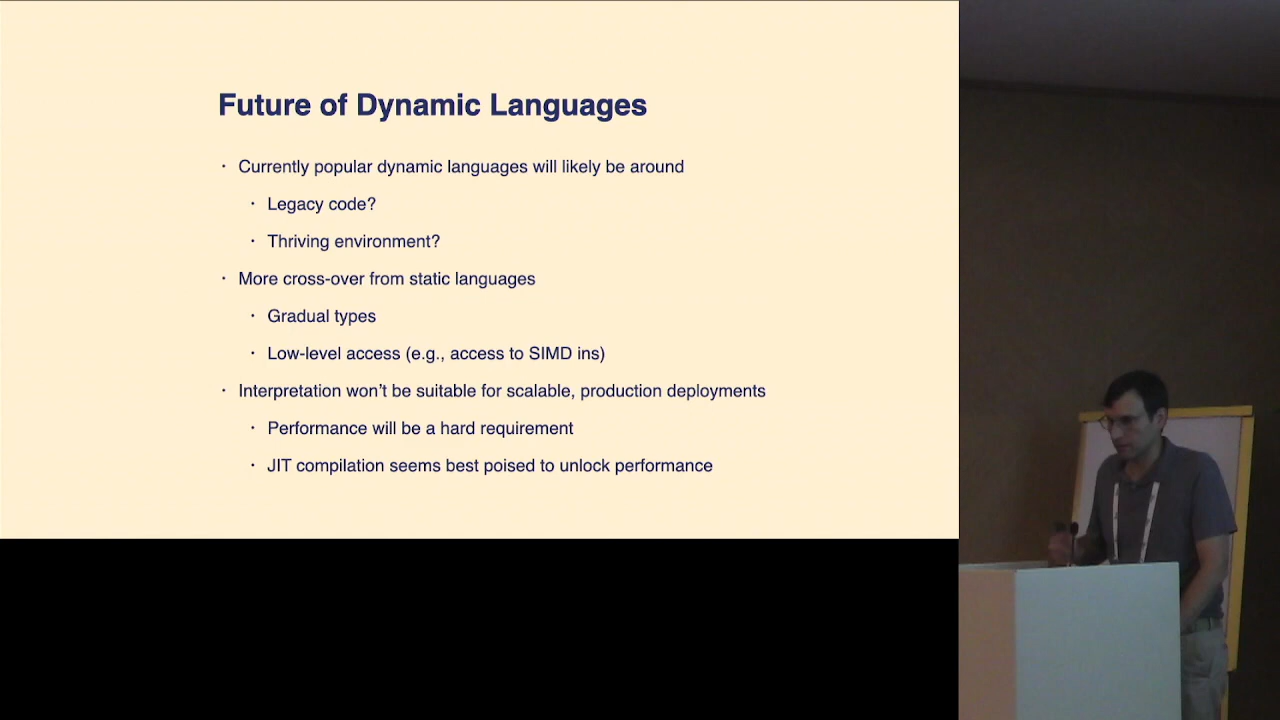 Future of Dynamic Languages
· Currently popular dynamic languages will likely be around
· Legacy code?
· Thriving environment?
· More cross-over from static languages
· Gradual types
· Low-level access (e.g., access to SIMD ins)
· Interpretation won’t be suitable for scalable, production deployments
· Performance will be a hard requirement
· JIT compilation seems best poised to unlock performance